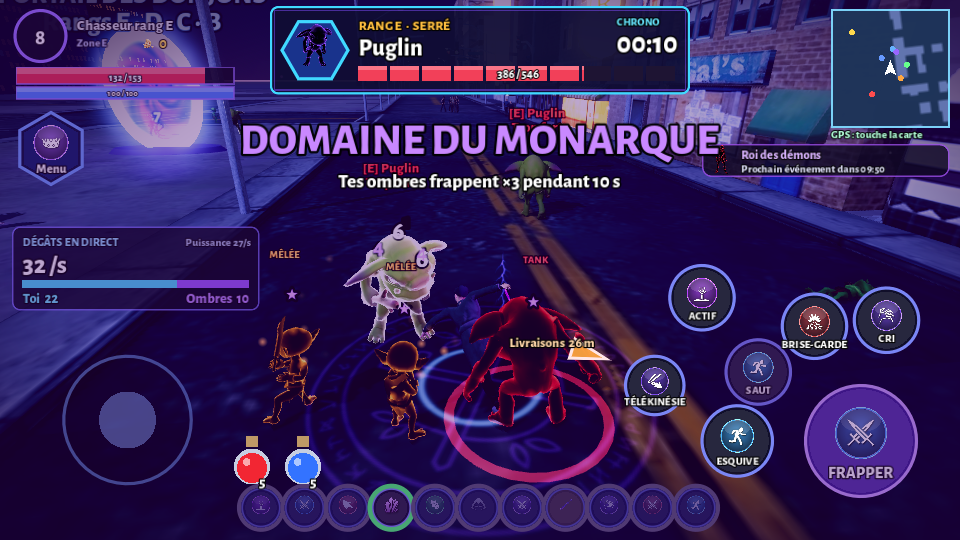 8
Chasseur rang E
Zone E
0
132/153
100/100
7
Menu
RANGE · SERRÉ
Puglin
386/546
CHRONO
00:10
GPS : touche la carte
Roi des démons
Prochain événement dans 09:50
[E] Puglin
DOMAINE DU MONARQUE
[E] Puglin
Tes ombres frappent ×3 pendant 10 s
DÉGÂTS EN DIRECT
Puissance 27/s
32 /s
Toi 22
Ombres 10
MÊLÉE
6
MÊLÉE
TANK
Livraisons 26 m
ACTIF
BRISE-GARDE
CRI
TÉLÉKINÉSIE
SAUT
ESQUIVE
FRAPPER
5
5